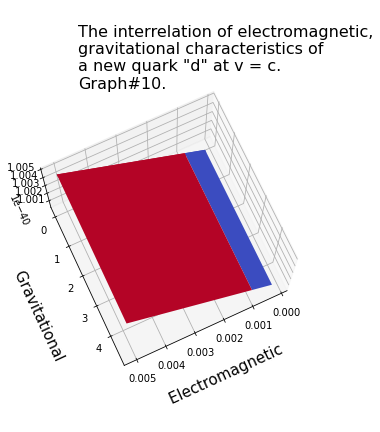 The interrelation of electromagnetic,
gravitational characteristics of
a new quark "d" at v = c.
Graph#10.
1.005
1.004
1.003
1.002
1.001
1e−40
0
1
2
3
4
Gravitational
0.005
0.004
0.003
0.002
0.001
0.000
Electromagnetic